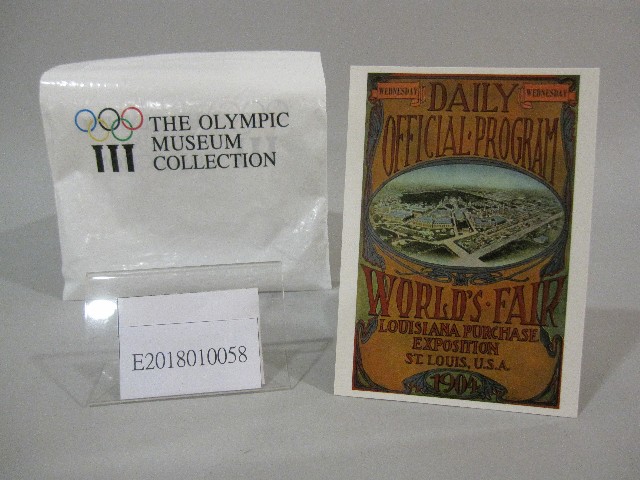 THE OLYMPIC
MUSEUM
COLLECTION
E2018010058
WEDNESDAY
WEDNESDAY
DAILY
OFFICIAL·PROGRAM
WORLD'S·FAIR
LOUISIANA PURCHASE
EXPOSITION
ST. LOUIS, U.S.A.
1904